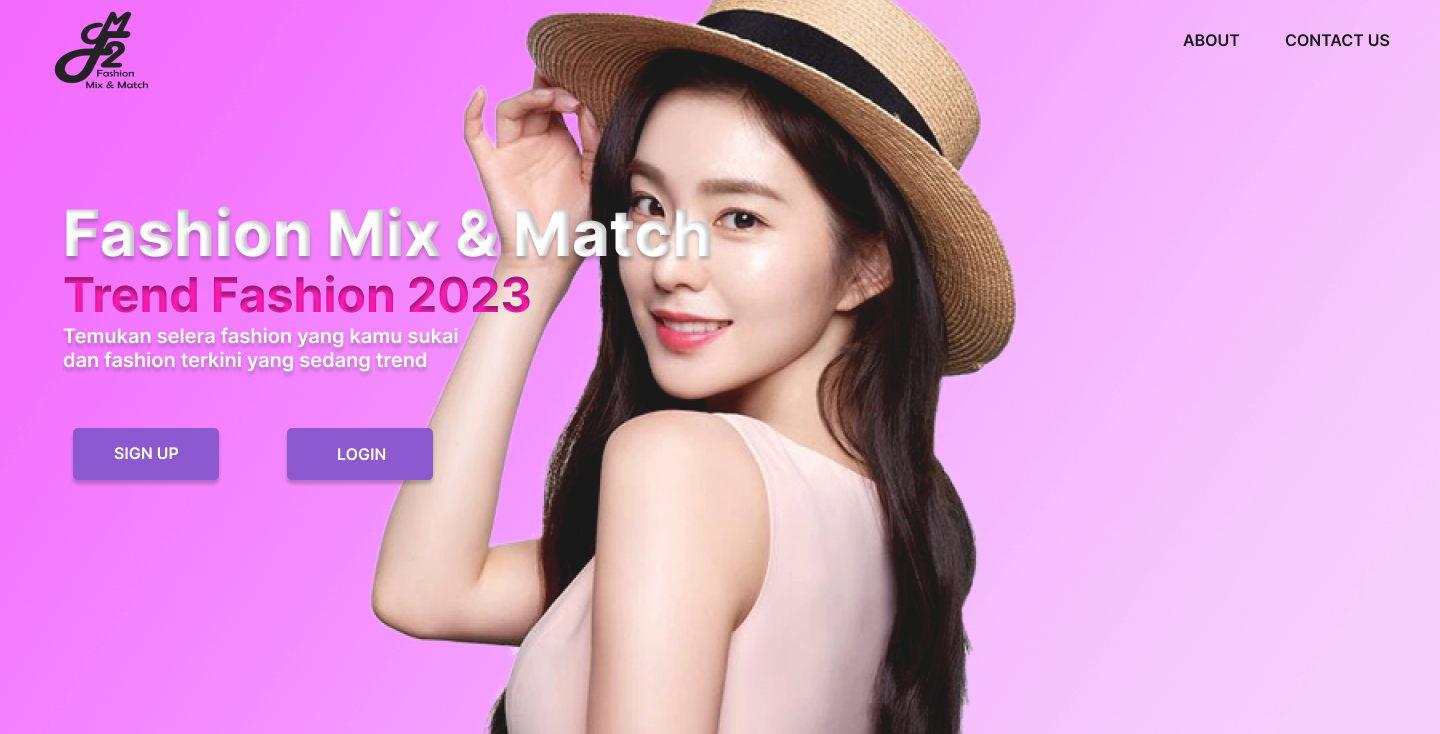 M
2
Fashion
Mix & Match
ABOUT
CONTACT US
Fashion Mix & Match
Trend Fashion 2023
Temukan selera fashion yang kamu sukai
dan fashion terkini yang sedang trend
SIGN UP
LOGIN